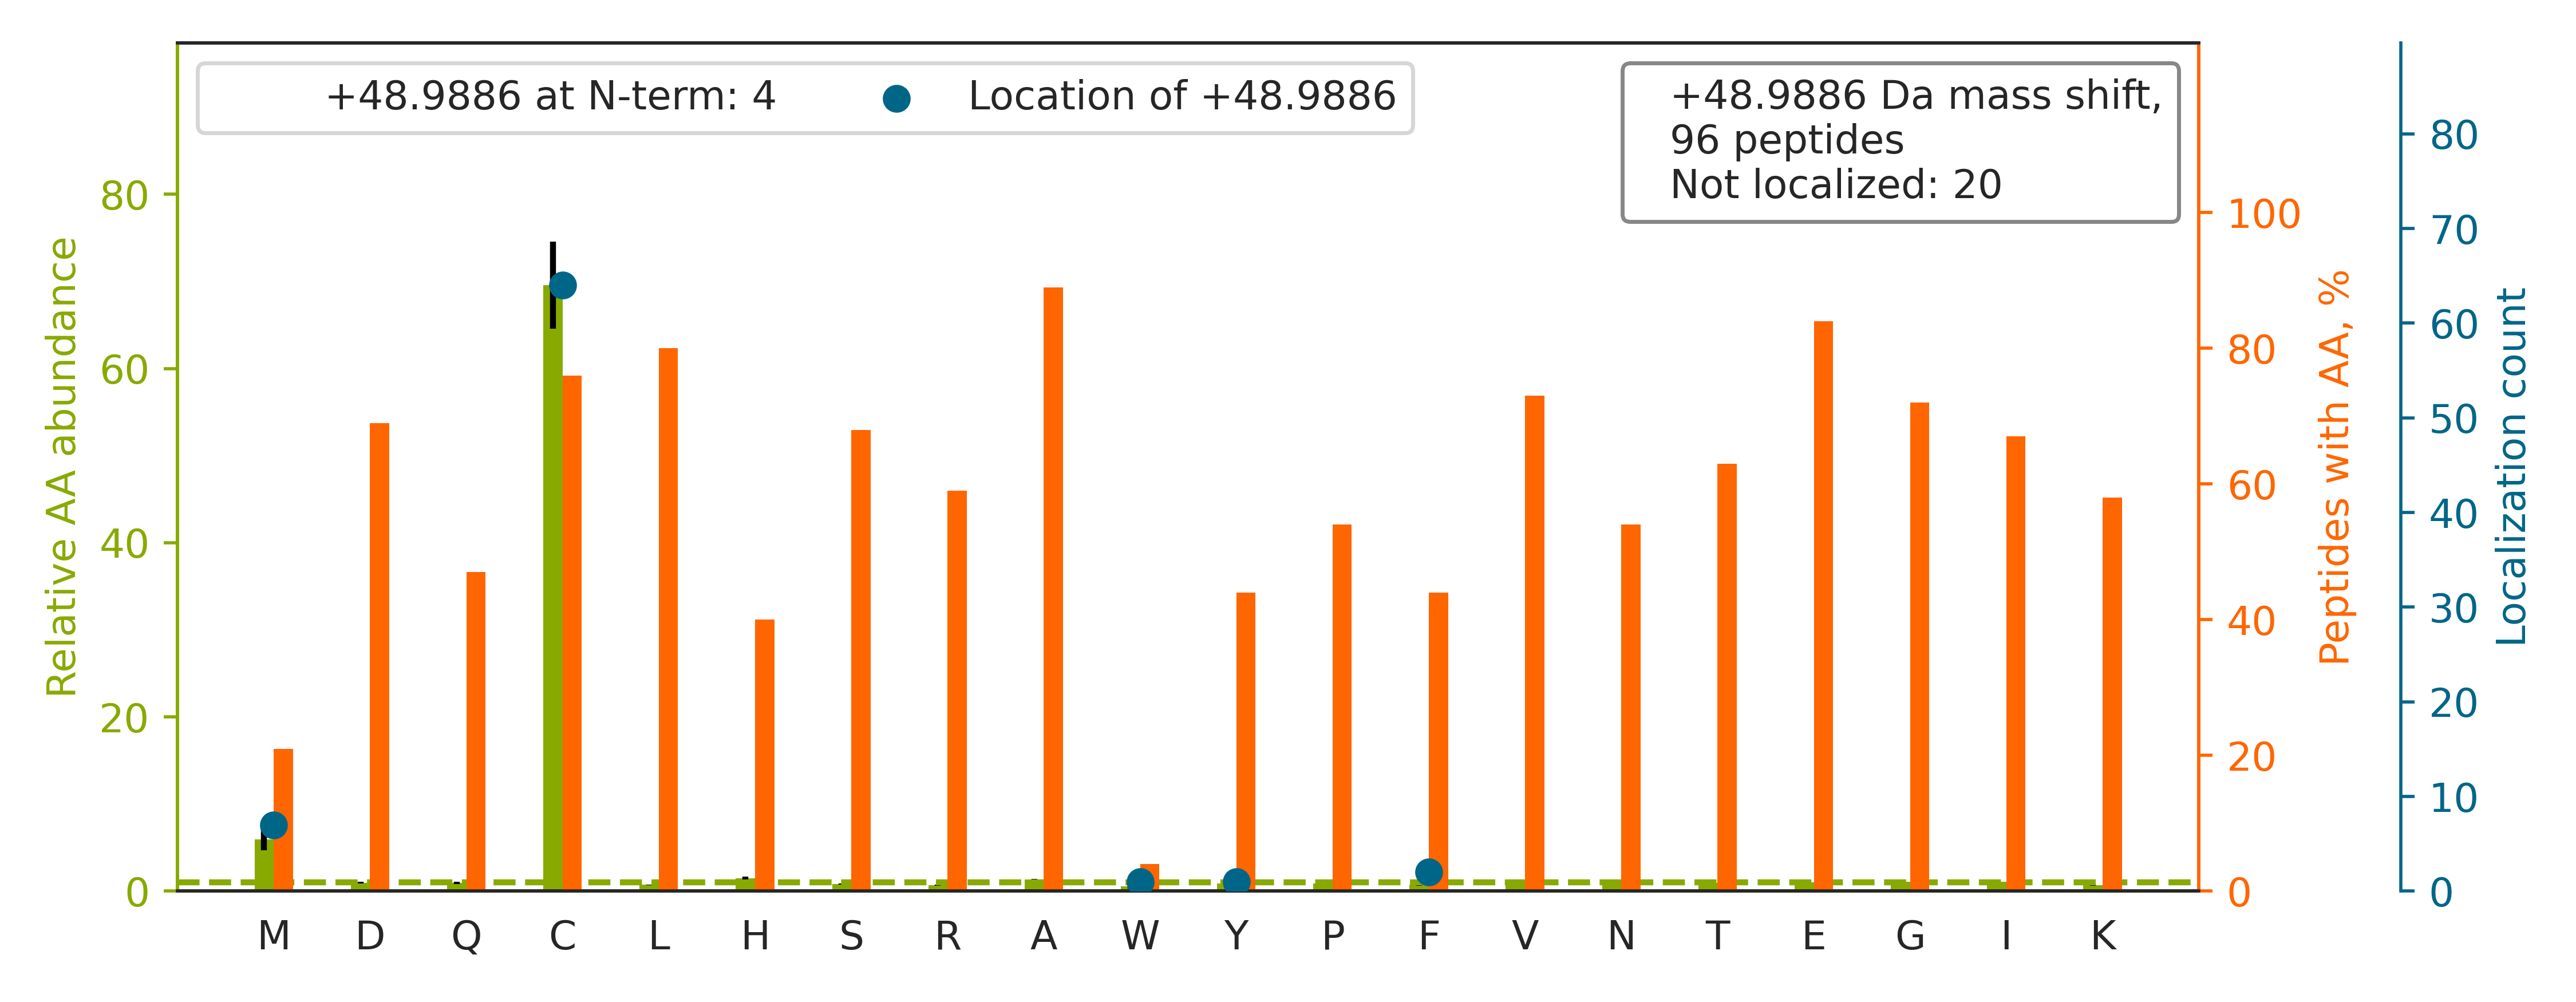 +48.9886 at N-term: 4
Location of +48.9886
+48.9886 Da mass shift,
96 peptides
Not localized: 20
Relative AA abundance
80
60
40
20
0
M D Q C L H S R A W Y P F V N T E G I K
100
80
60
40
20
0
Peptides with AA, %
80
70
60
50
40
30
20
10
0
Localization count